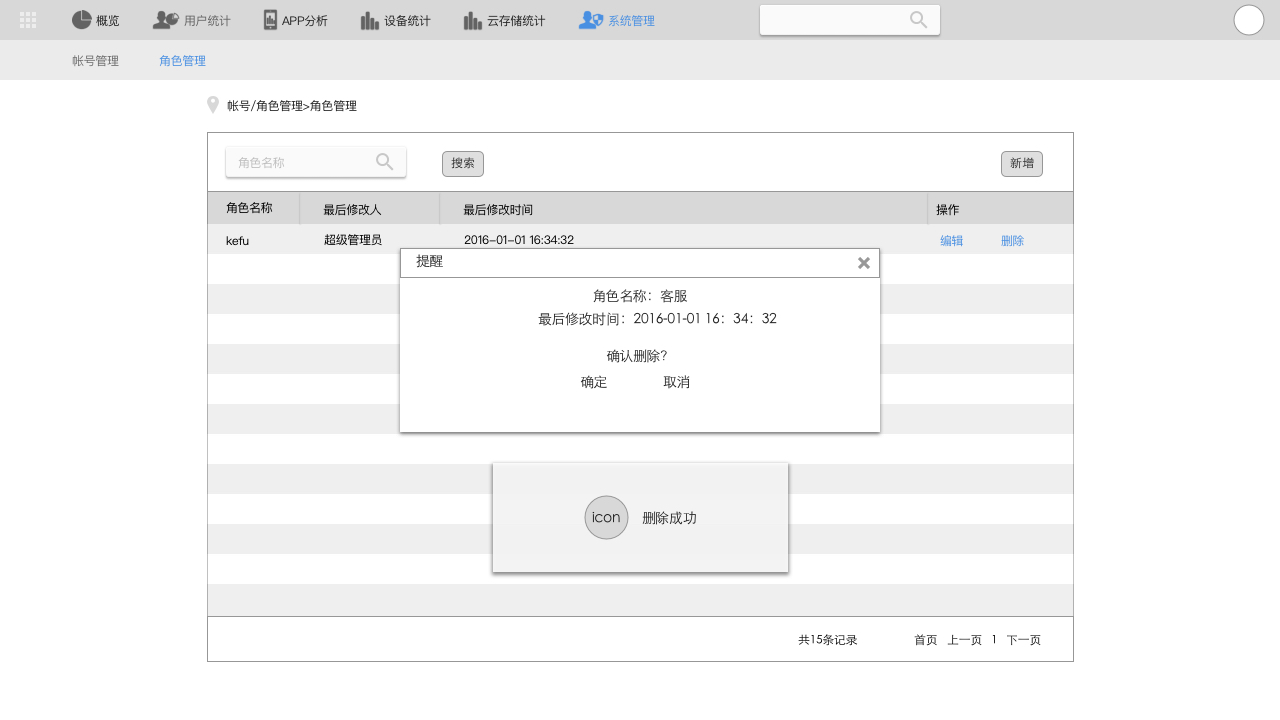 概览 用户统计 APP分析 设备统计 云存储统计 系统管理
帐号管理 角色管理
帐号/角色管理>角色管理
角色名称 搜索 新增
角色名称 最后修改人 最后修改时间 操作
kefu 超级管理员 2016-01-01 16:34:32 编辑 删除
提醒
角色名称：客服
最后修改时间：2016-01-01 16：34：32
确认删除？
确定 取消
icon 删除成功
共15条记录 首页 上一页 1 下一页